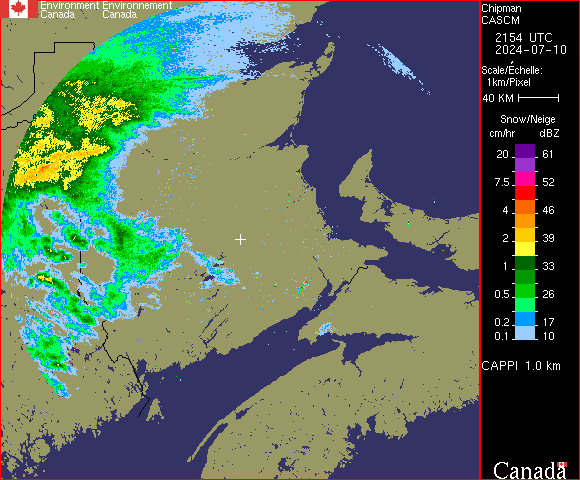 Environment Environnement
Canada Canada
Chipman
CASCM
2154 UTC
2024-07-10
Scale/Échelle:
1km/Pixel
40 KM
Snow/Neige
cm/hr dBZ
20 61
7.5 52
4 46
2 39
1 33
0.5 26
0.2 17
0.1 10
CAPPI 1.0 km
Canada